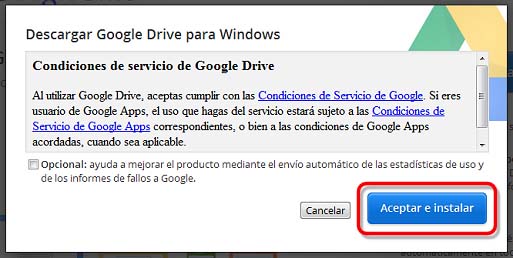 Descargar Google Drive para Windows
Condiciones de servicio de Google Drive
Al utilizar Google Drive, aceptas cumplir con las Condiciones de Servicio de Google. Si eres
usuario de Google Apps, el uso que hagas del servicio estará sujeto a las Condiciones de
Servicio de Google Apps correspondientes, o bien a las condiciones de Google Apps
acordadas, cuando sea aplicable.
Opcional: ayuda a mejorar el producto mediante el envío automático de las estadísticas de uso y
de los informes de fallos a Google.
Cancelar
Aceptar e instalar